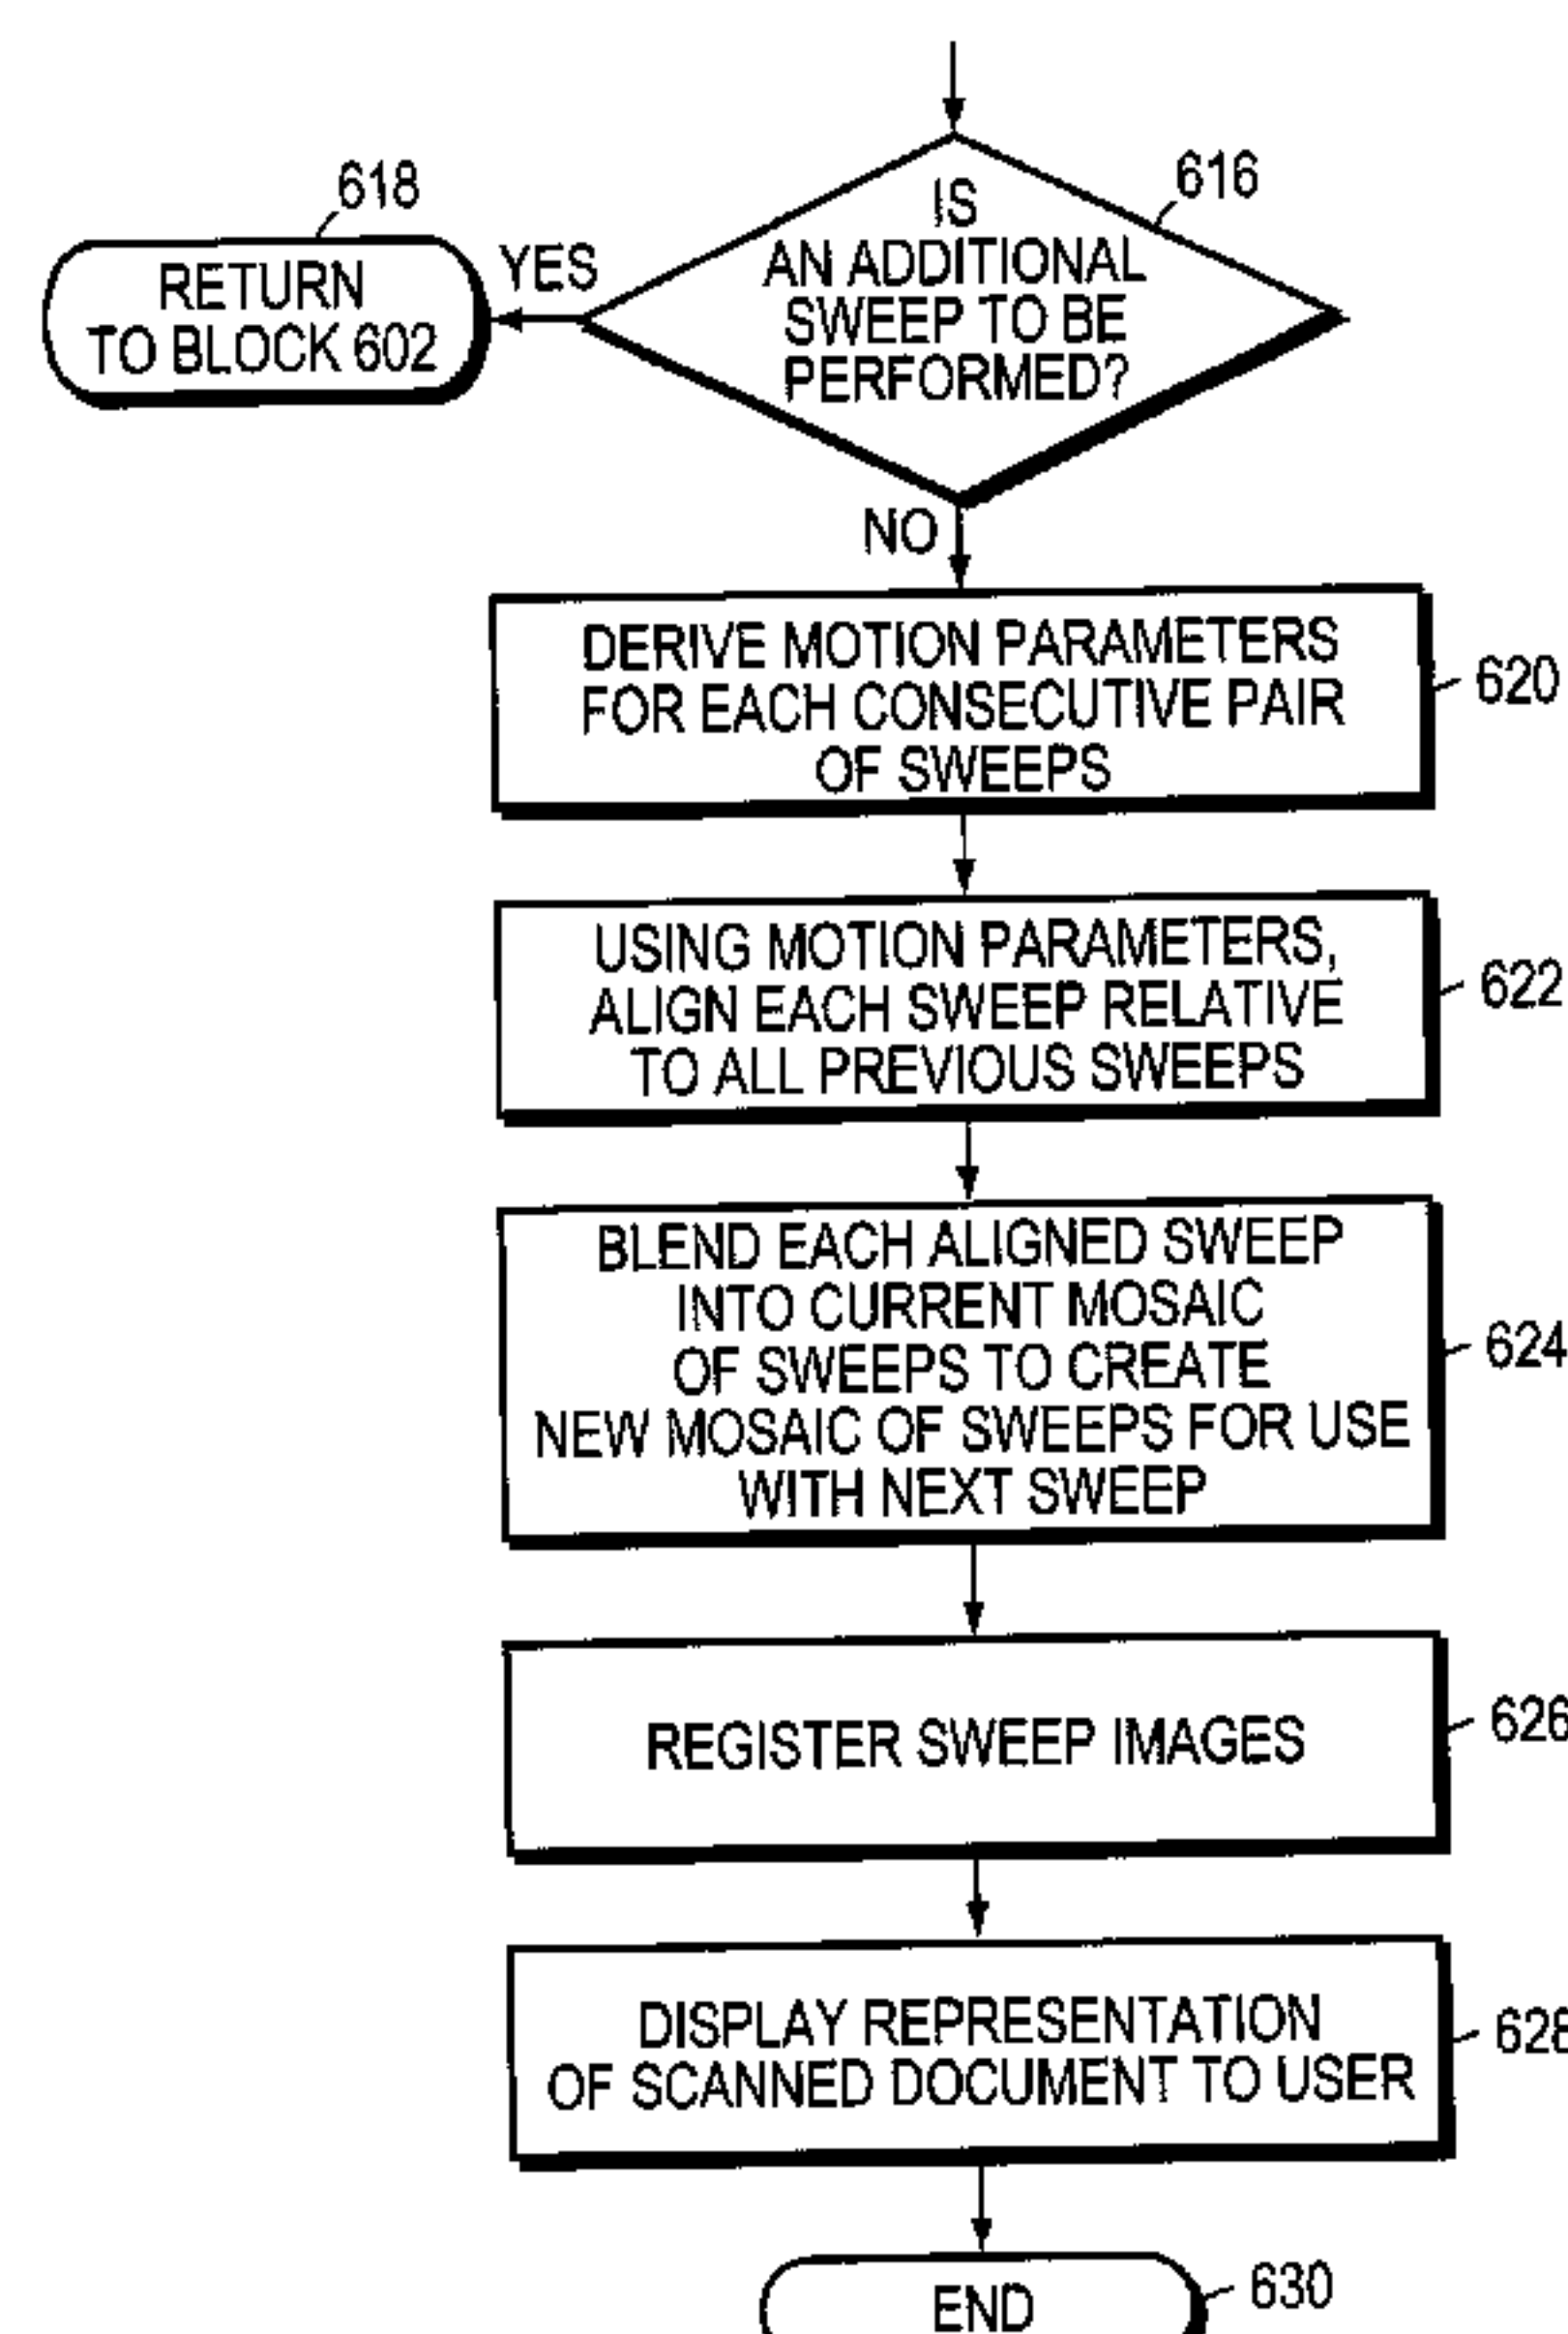 618
RETURN
TO BLOCK 602
YES
616
IS
AN ADDITIONAL
SWEEP TO BE
PERFORMED?
NO
DERIVE MOTION PARAMETERS
FOR EACH CONSECUTIVE PAIR
OF SWEEPS
620
USING MOTION PARAMETERS,
ALIGN EACH SWEEP RELATIVE
TO ALL PREVIOUS SWEEPS
622
BLEND EACH ALIGNED SWEEP
INTO CURRENT MOSAIC
OF SWEEPS TO CREATE
NEW MOSAIC OF SWEEPS FOR USE
WITH NEXT SWEEP
624
REGISTER SWEEP IMAGES
626
DISPLAY REPRESENTATION
OF SCANNED DOCUMENT TO USER
628
END
630